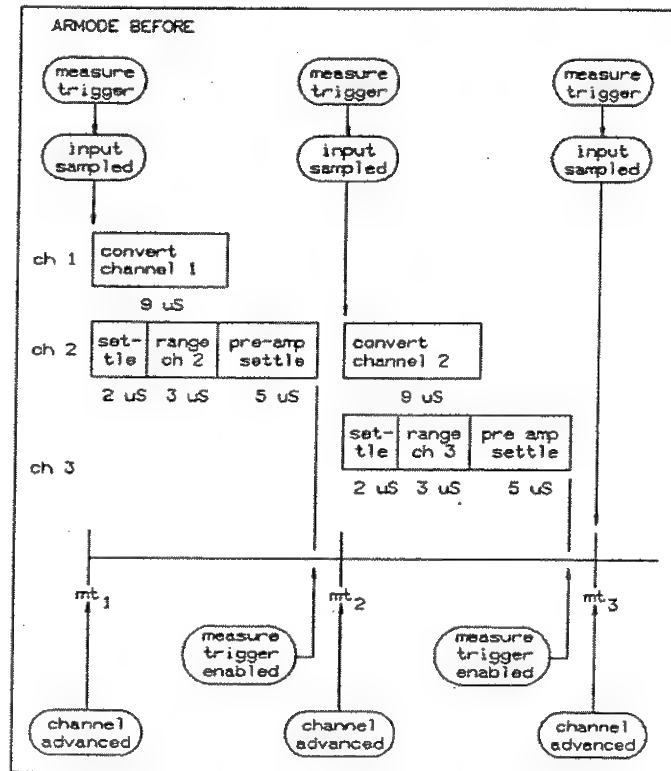 ARMODE BEFORE
measure trigger
measure trigger
measure trigger
input sampled
input sampled
input sampled
ch 1
convert channel 1
9 uS
ch 2
set-tle
range ch 2
pre-amp settle
convert channel 2
2 uS
3 uS
5 uS
9 uS
ch 3
set-tle
range ch 3
pre amp settle
2 uS
3 uS
5 uS
mt1
mt2
mt3
measure trigger enabled
measure trigger enabled
channel advanced
channel advanced
channel advanced